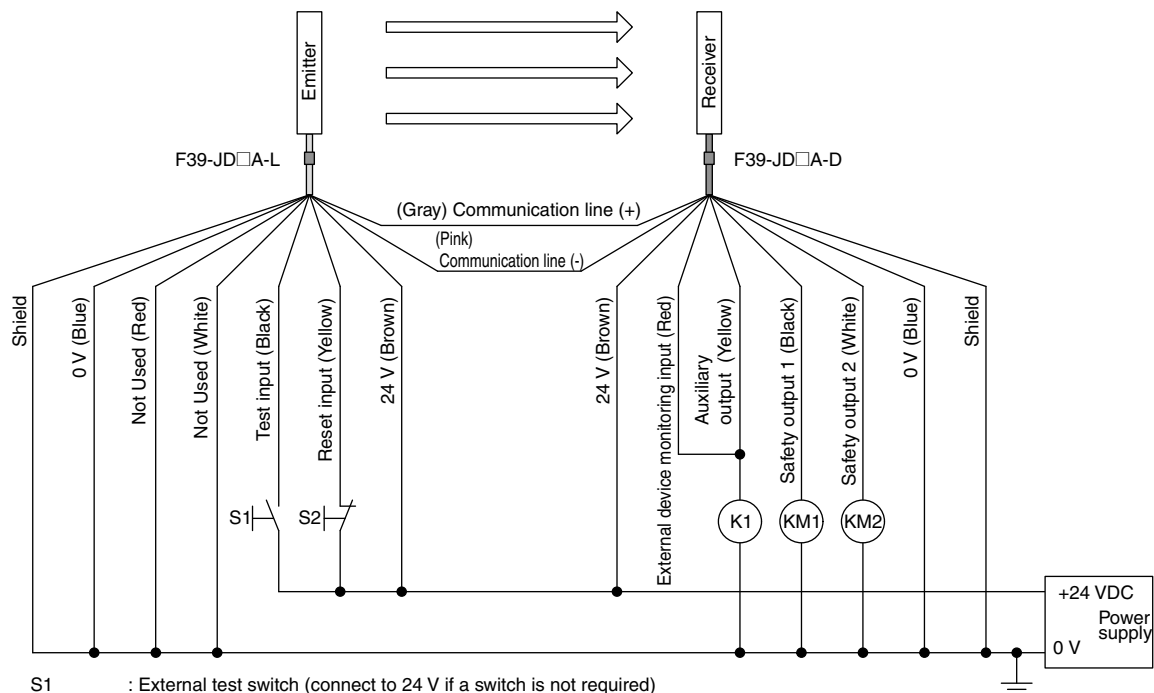 Emitter
Receiver
F39-JD□A-L
F39-JD□A-D
(Gray) Communication line (+)
(Pink)
Communication line (-)
Shield
0 V (Blue)
Not Used (Red)
Not Used (White)
Test input (Black)
Reset input (Yellow)
24 V (Brown)
24 V (Brown)
External device monitoring input (Red)
Auxiliary
output (Yellow)
Safety output 1 (Black)
Safety output 2 (White)
0 V (Blue)
Shield
S1
S2
K1
KM1
KM2
+24 VDC
Power
supply
0 V
S1 : External test switch (connect to 24 V if a switch is not required)